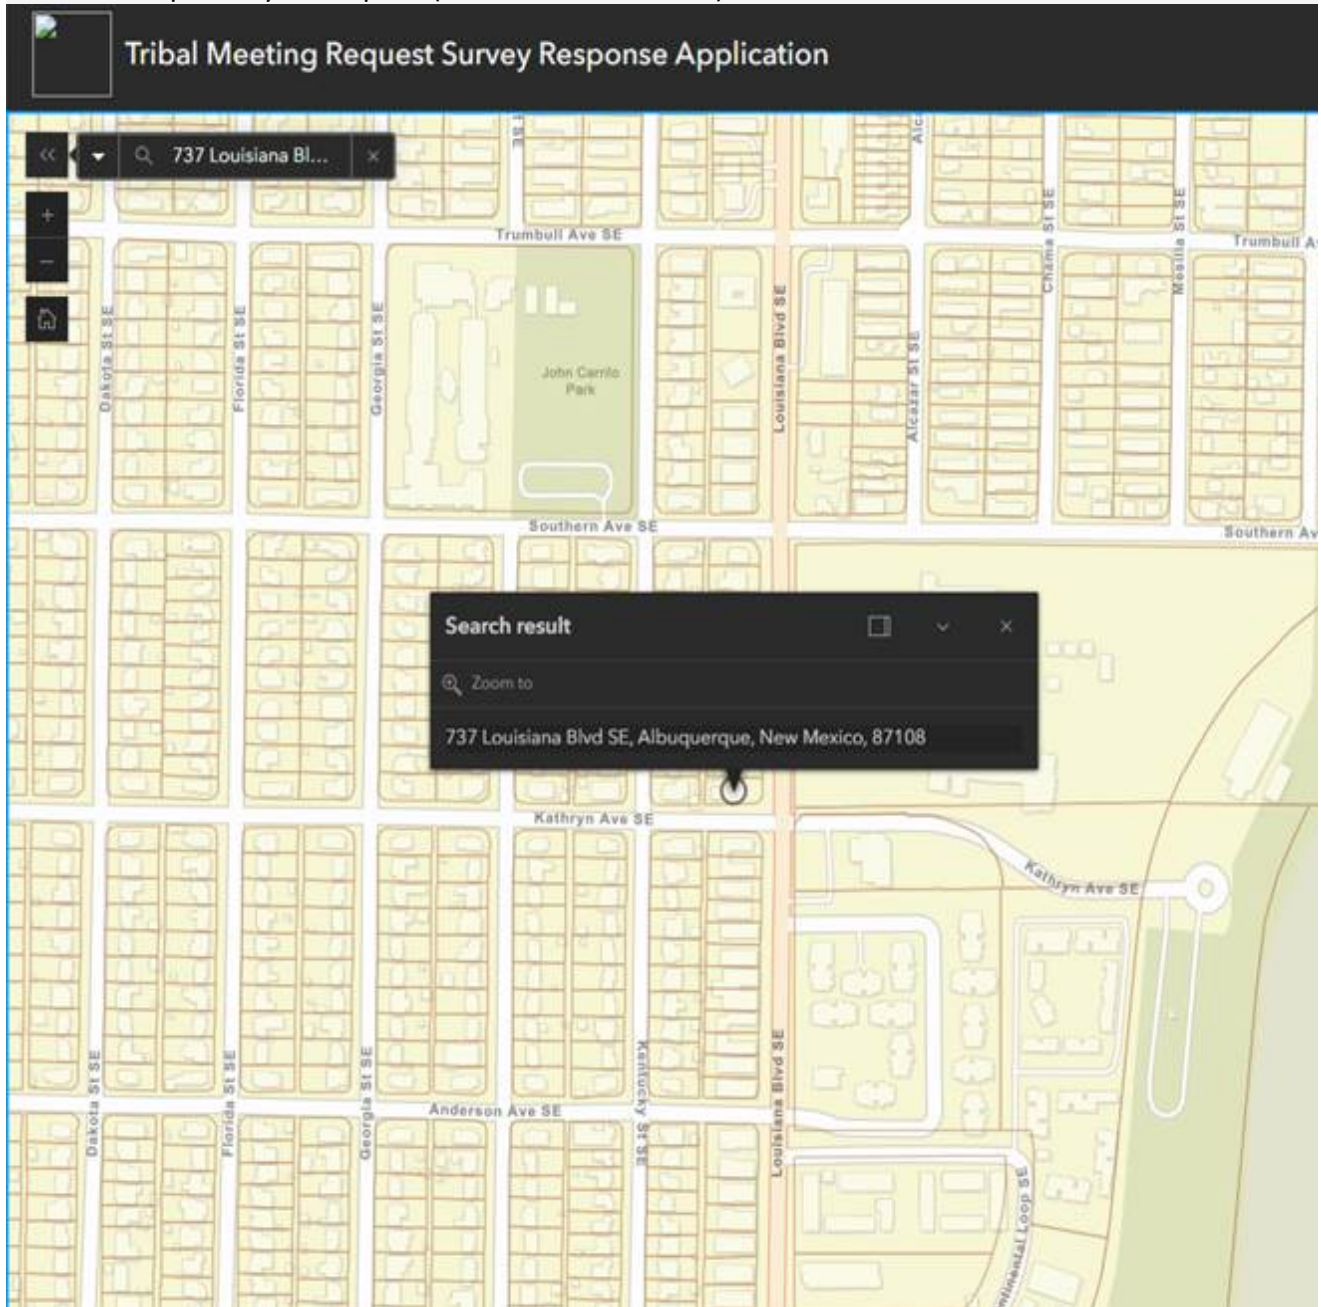 Tribal Meeting Request Survey Response Application
737 Louisiana Bl...
Trumbull Ave SE
Trumbull A
Chama St SE
Mesilla St SE
Dakota St SE
Florida St SE
Georgia St SE
John Carrilo
Park
Louisiana Blvd SE
Alcazar St SE
Southern Ave SE
Southern Av
Search result
Zoom to
737 Louisiana Blvd SE, Albuquerque, New Mexico, 87108
Kathryn Ave SE
Kathryn Ave SE
Anderson Ave SE
Kentucky St SE
Dakota St SE
Florida St SE
Georgia St SE
Louisiana Blvd SE
ntinental Loop SE